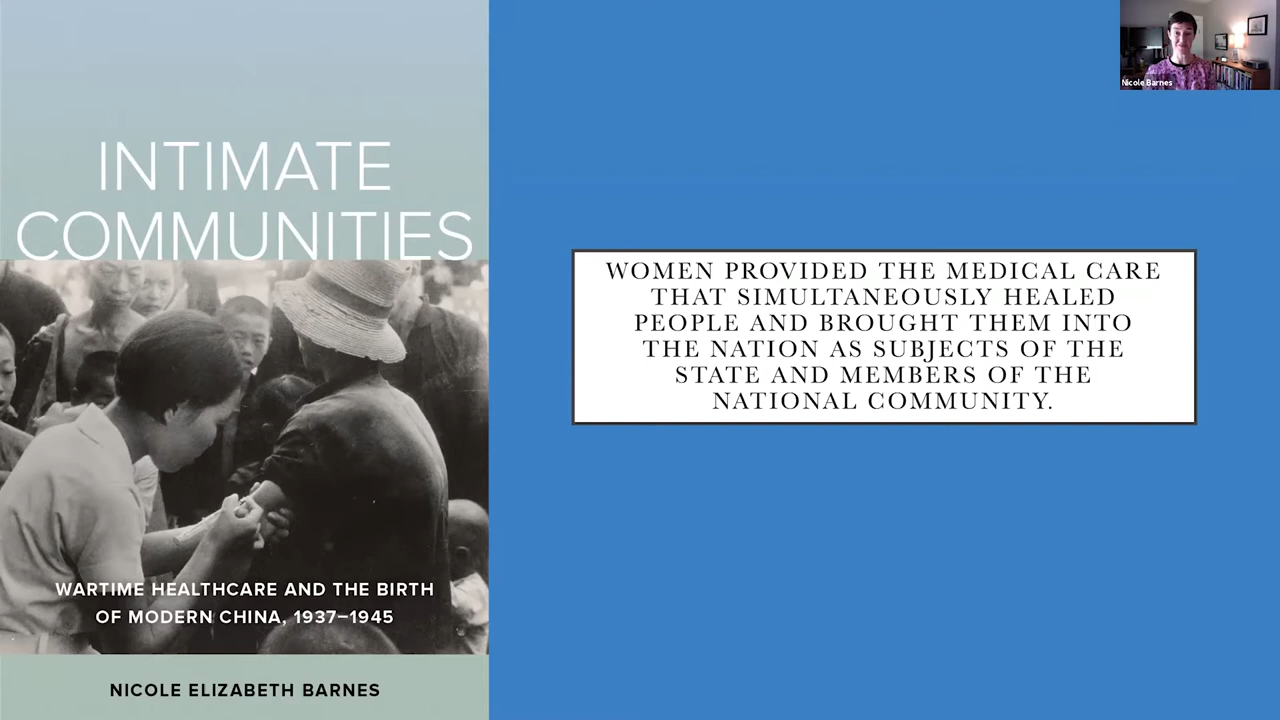 INTIMATE
COMMUNITIES
WARTIME HEALTHCARE AND THE BIRTH
OF MODERN CHINA, 1937–1945
NICOLE ELIZABETH BARNES
WOMEN PROVIDED THE MEDICAL CARE
THAT SIMULTANEOUSLY HEALED
PEOPLE AND BROUGHT THEM INTO
THE NATION AS SUBJECTS OF THE
STATE AND MEMBERS OF THE
NATIONAL COMMUNITY.
Nicole Barnes